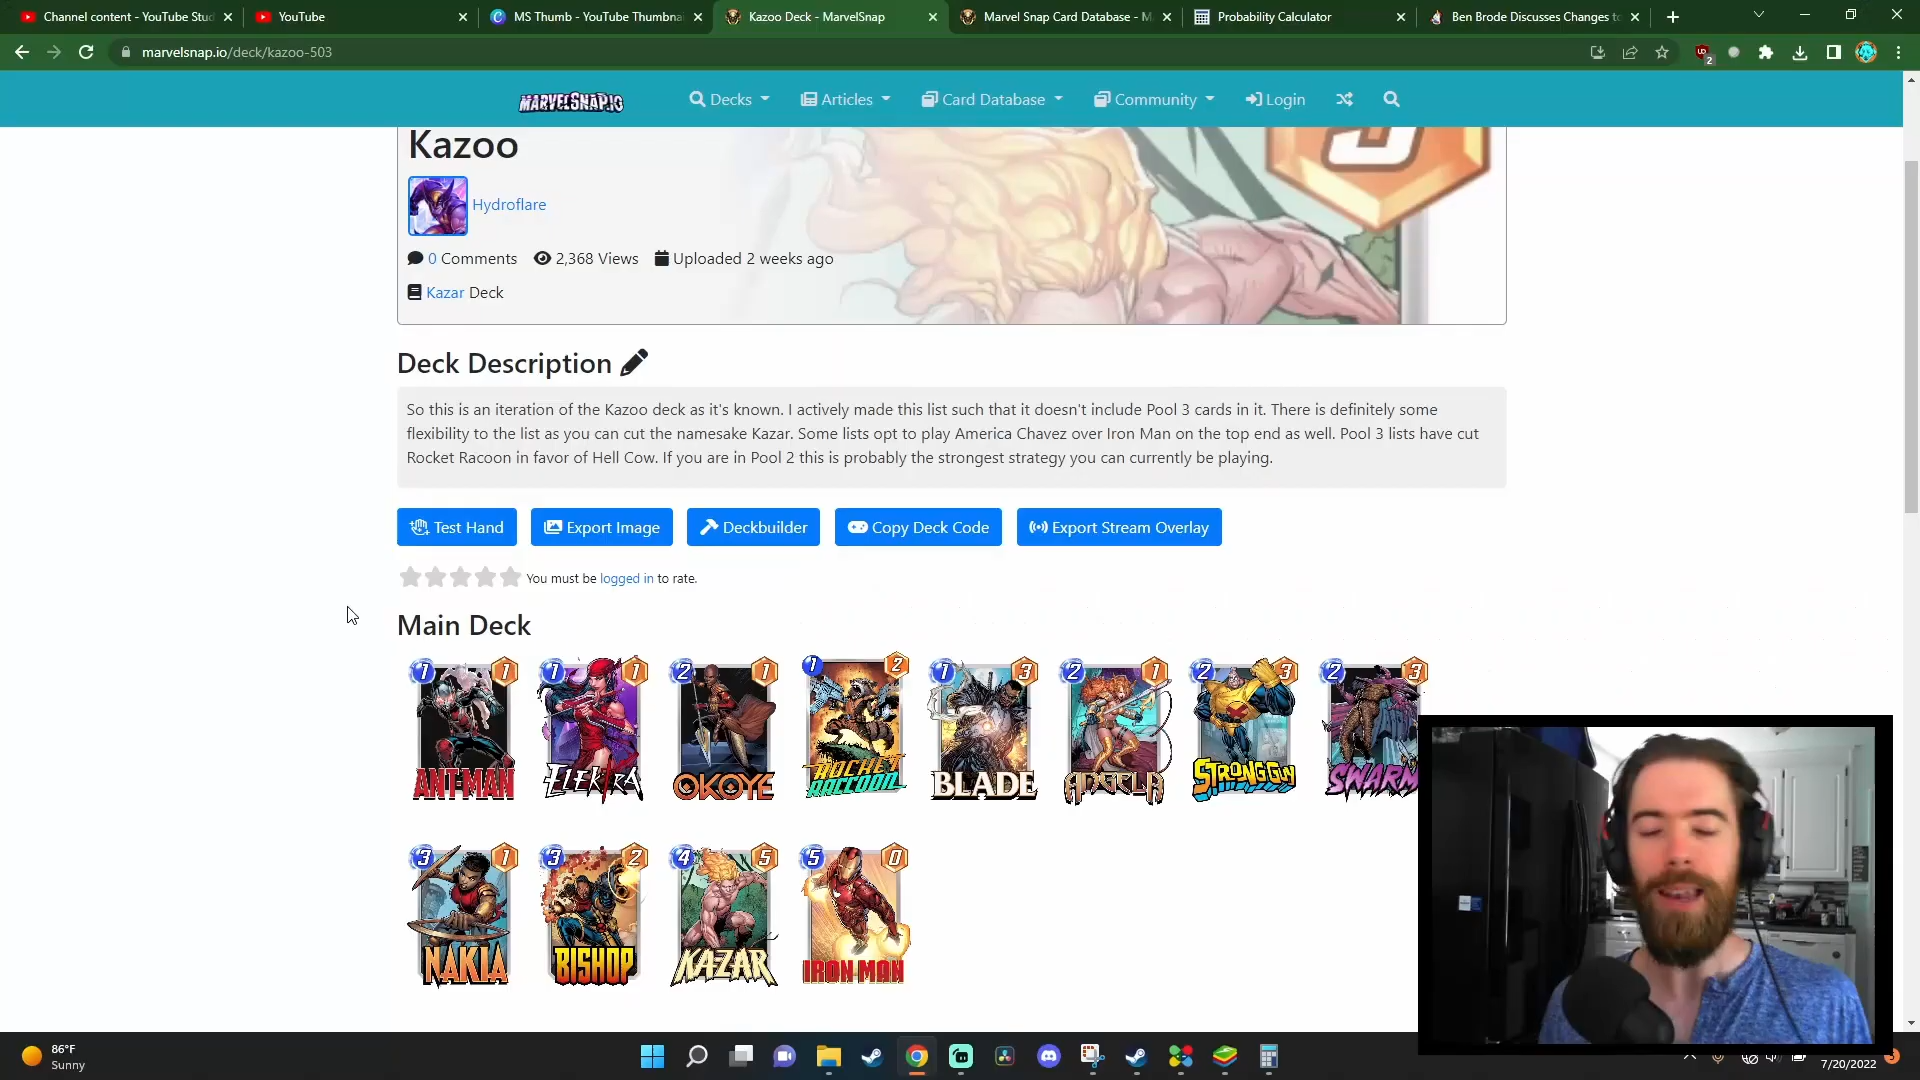 Channel content - YouTube Stud
YouTube
MS Thumb - YouTube Thumbna
Kazoo Deck - MarvelSnap
Marvel Snap Card Database - M
Probability Calculator
Ben Brode Discusses Changes to
marvelsnap.io/deck/kazoo-503
2
MARVELSNAP.IO
Decks
Articles
Card Database
Community
Login
Kazoo
Hydroflare
0 Comments
2,368 Views
Uploaded 2 weeks ago
Kazar Deck
Deck Description
So this is an iteration of the Kazoo deck as it's known. I actively made this list such that it doesn't include Pool 3 cards in it. There is definitely some
flexibility to the list as you can cut the namesake Kazar. Some lists opt to play America Chavez over Iron Man on the top end as well. Pool 3 lists have cut
Rocket Racoon in favor of Hell Cow. If you are in Pool 2 this is probably the strongest strategy you can currently be playing.
Test Hand
Export Image
Deckbuilder
Copy Deck Code
Export Stream Overlay
You must be logged in to rate.
Main Deck
1 1 1 1 2 1 1 2 1 3 2 1 2 3 2 3
ANT MAN ELEKTRA OKOYE ROCKET RACCOON BLADE ANGELA STRONG GUY SWARM
3 1 3 2 4 5 5 0
NAKIA BISHOP KA-ZAR IRON MAN
86°F
Sunny
7/20/2022
3